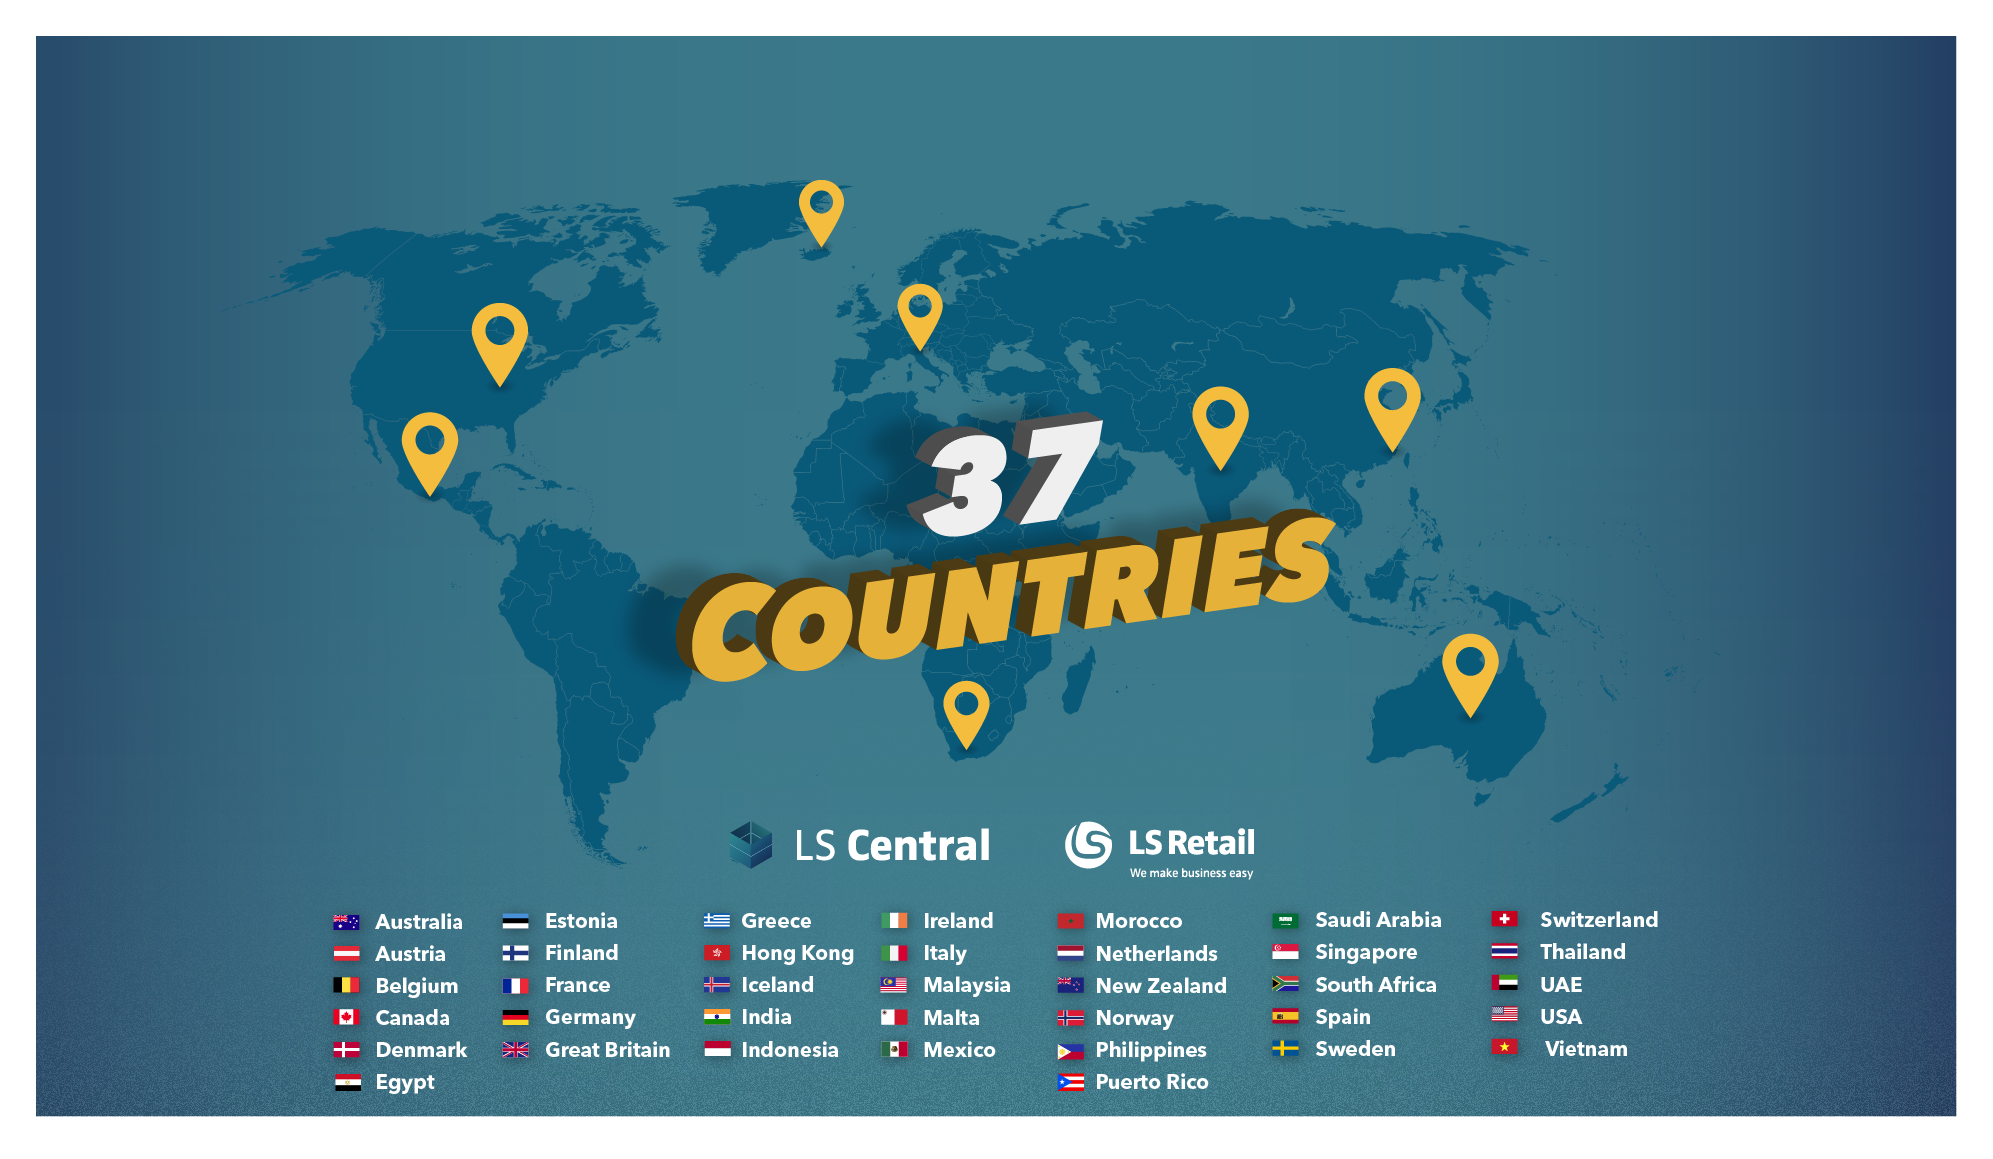 37
COUNTRIES
LS Central
LS Retail
We make business easy
Australia
Austria
Belgium
Canada
Denmark
Egypt
Estonia
Finland
France
Germany
Great Britain
Greece
Hong Kong
Iceland
India
Indonesia
Ireland
Italy
Malaysia
Malta
Mexico
Morocco
Netherlands
New Zealand
Norway
Philippines
Puerto Rico
Saudi Arabia
Singapore
South Africa
Spain
Sweden
Switzerland
Thailand
UAE
USA
Vietnam